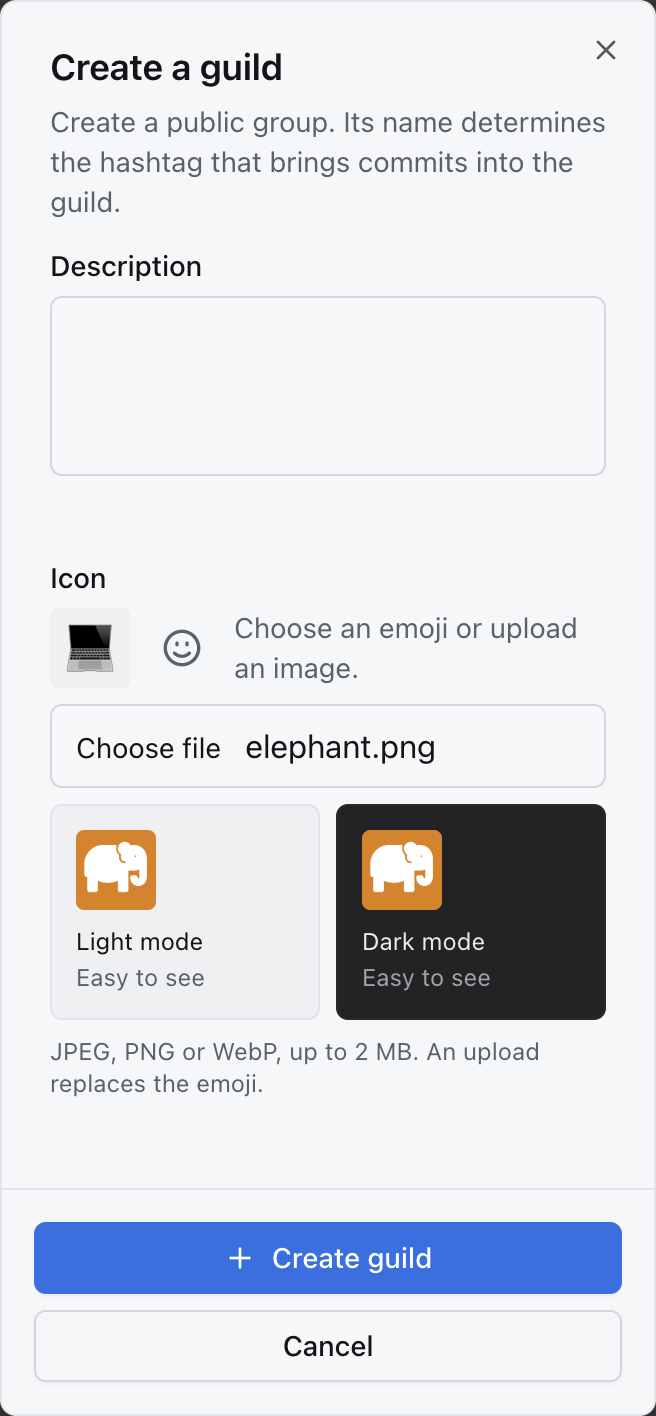 Create a guild
Create a public group. Its name determines
the hashtag that brings commits into the
guild.
Description
Icon
Choose an emoji or upload
an image.
Choose file elephant.png
Light mode
Easy to see
Dark mode
Easy to see
JPEG, PNG or WebP, up to 2 MB. An upload
replaces the emoji.
Create guild
Cancel